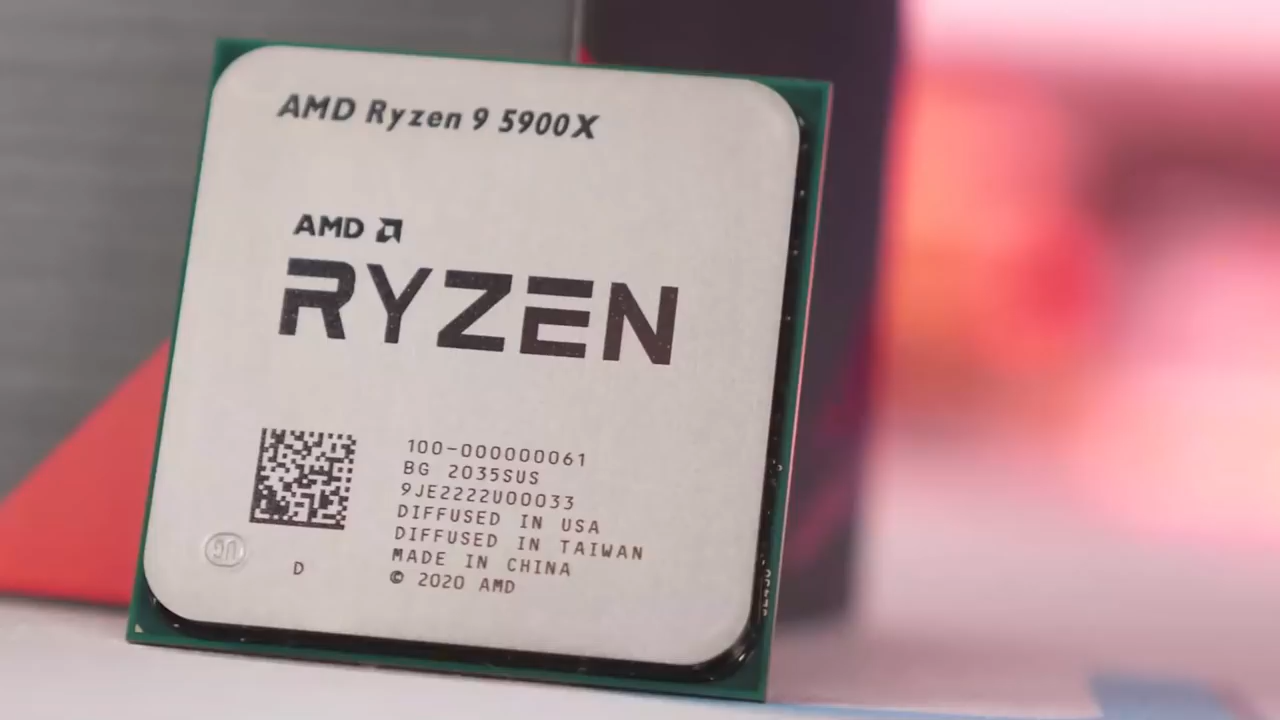 AMD Ryzen 9 5900X
AMD
RYZEN
100-000000061
BG 2035SUS
9JE2222U00033
DIFFUSED IN USA
DIFFUSED IN TAIWAN
MADE IN CHINA
© 2020 AMD
D